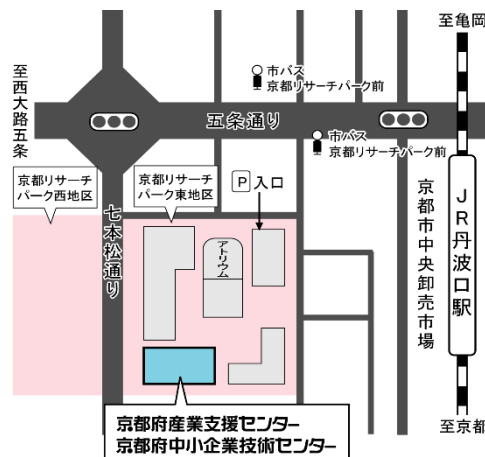 至亀岡
至西大路五条
市バス
京都リサーチパーク前
五条通り
市バス
京都リサーチパーク前
京都リサーチ
パーク西地区
京都リサーチ
パーク東地区
P 入口
七本松通り
アトリウム
京都市中央卸売市場
JR丹波口駅
京都府産業支援センター
京都府中小企業技術センター
至京都